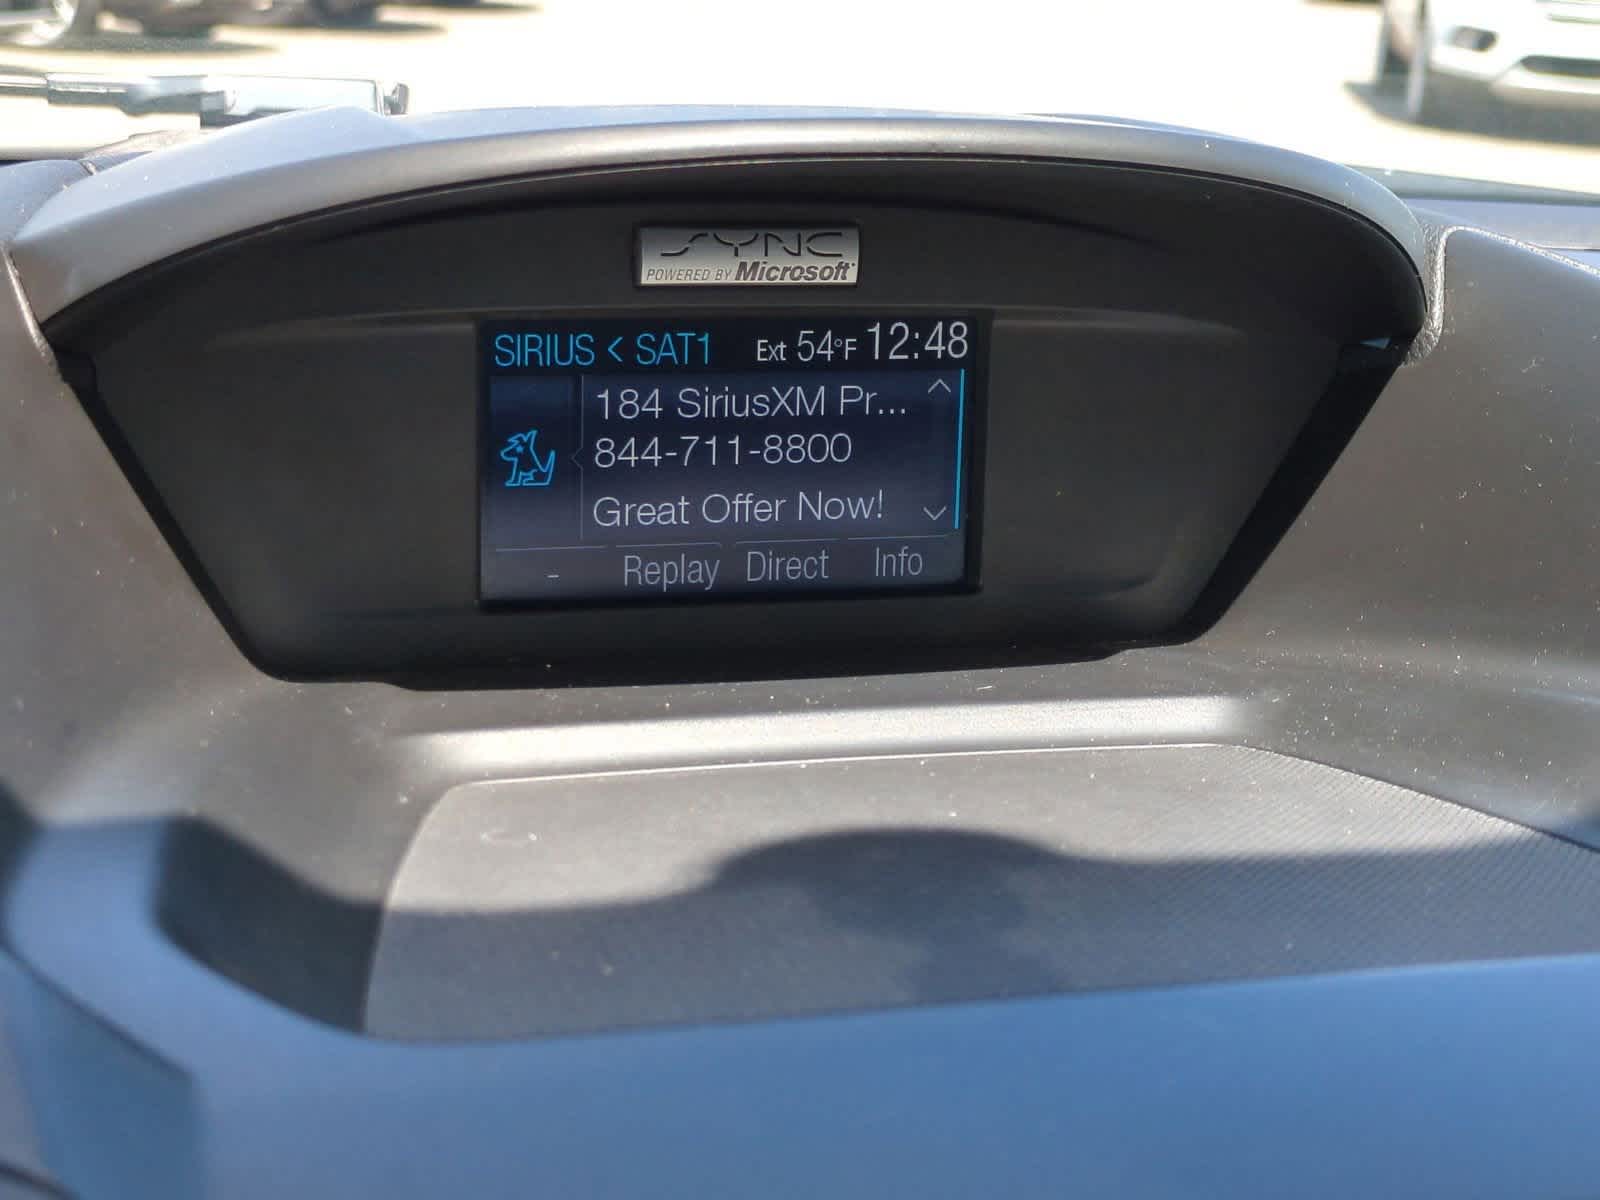 SYNC
POWERED BY Microsoft
SIRIUS < SAT1 Ext 54°F 12:48
184 SiriusXM Pr...
844-711-8800
Great Offer Now!
- Replay Direct Info